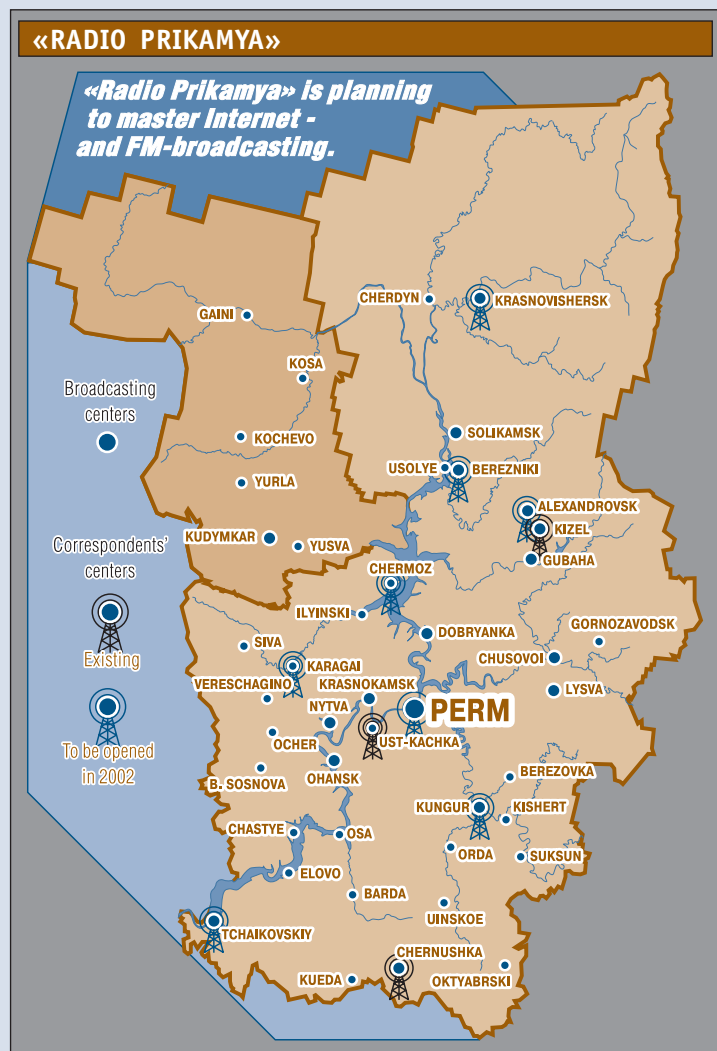 «RADIO PRIKAMYA»
«Radio Prikamya» is planning
to master Internet -
and FM-broadcasting.
CHERDYN
KRASNOVISHERSK
GAINI
KOSA
Broadcasting
centers
KOCHEVO
SOLIKAMSK
USOLYE
BEREZNIKI
YURLA
ALEXANDROVSK
KIZEL
KUDYMKAR
YUSVA
GUBAHA
Correspondents'
centers
CHERMOZ
ILYINSKI
DOBRYANKA
GORNOZAVODSK
SIVA
CHUSOVOI
Existing
KARAGAI
VERESCHAGINO
KRASNOKAMSK
LYSVA
NYTVA
PERM
To be opened
in 2002
OCHER
UST-KACHKA
OHANSK
B. SOSNOVA
BEREZOVKA
KUNGUR
KISHERT
CHASTYE
OSA
ORDA
SUKSUN
ELOVO
BARDA
UINSKOE
TCHAIKOVSKIY
CHERNUSHKA
KUEDA
OKTYABRSKI